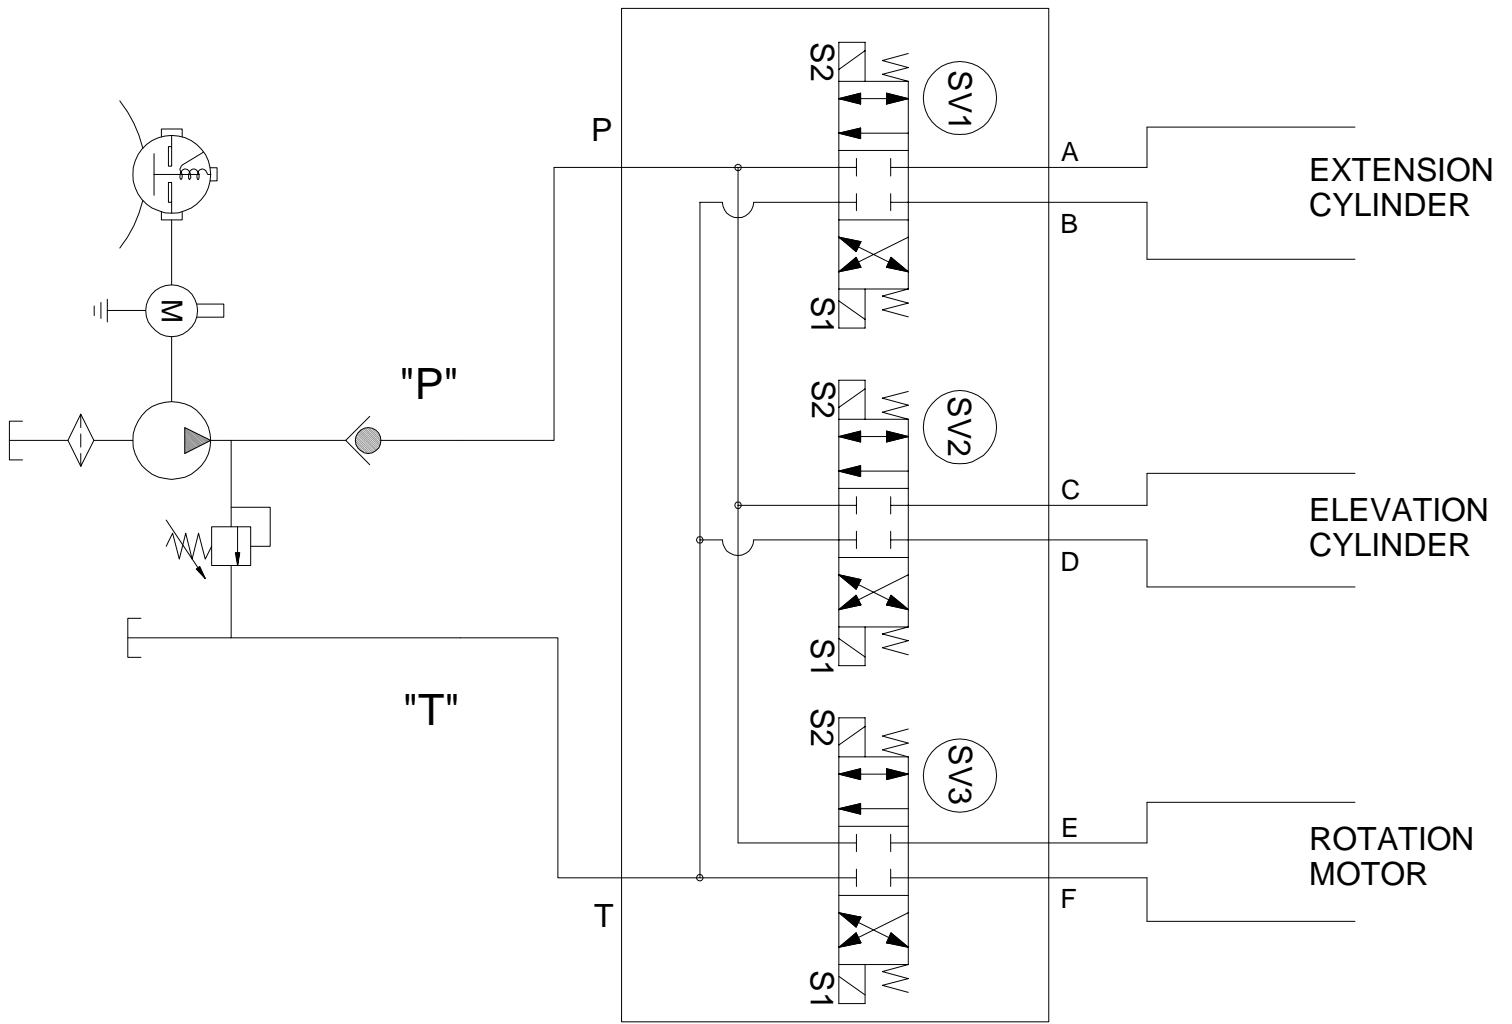 S2
SV1
P
A
EXTENSION
CYLINDER
B
S1
M
"P"
S2
SV2
C
ELEVATION
CYLINDER
D
S1
"T"
S2
SV3
E
ROTATION
MOTOR
F
T
S1